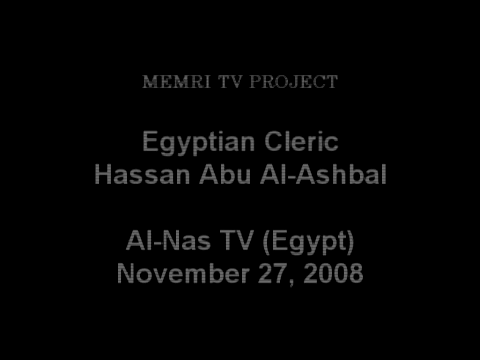 MEMRI TV PROJECT
Egyptian Cleric
Hassan Abu Al-Ashbal
Al-Nas TV (Egypt)
November 27, 2008